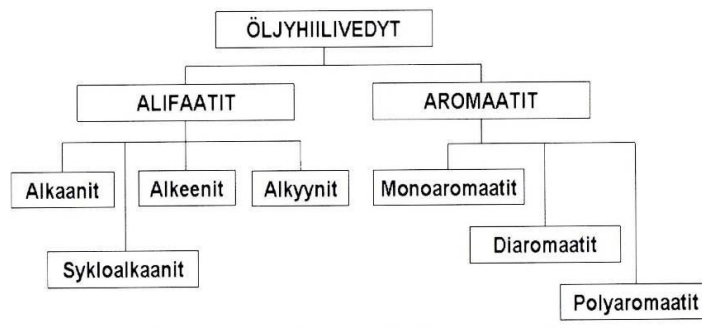 ÖLJYHIILIVEDYT
ALIFAATIT
AROMAATIT
Alkaanit
Alkeenit
Alkyynit
Monoaromaatit
Diaromaatit
Sykloalkaanit
Polyaromaatit